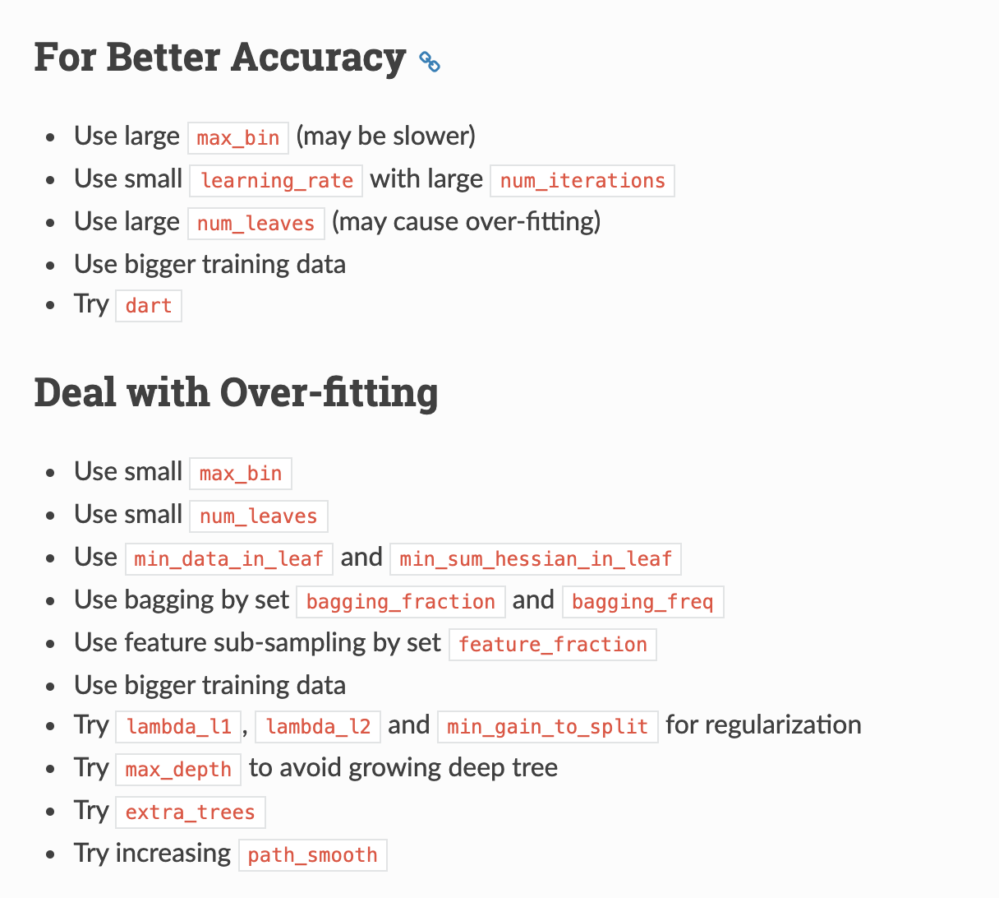 For Better Accuracy
• Use large max_bin (may be slower)
• Use small learning_rate with large num_iterations
• Use large num_leaves (may cause over-fitting)
• Use bigger training data
• Try dart
Deal with Over-fitting
• Use small max_bin
• Use small num_leaves
• Use min_data_in_leaf and min_sum_hessian_in_leaf
• Use bagging by set bagging_fraction and bagging_freq
• Use feature sub-sampling by set feature_fraction
• Use bigger training data
• Try lambda_l1, lambda_l2 and min_gain_to_split for regularization
• Try max_depth to avoid growing deep tree
• Try extra_trees
• Try increasing path_smooth